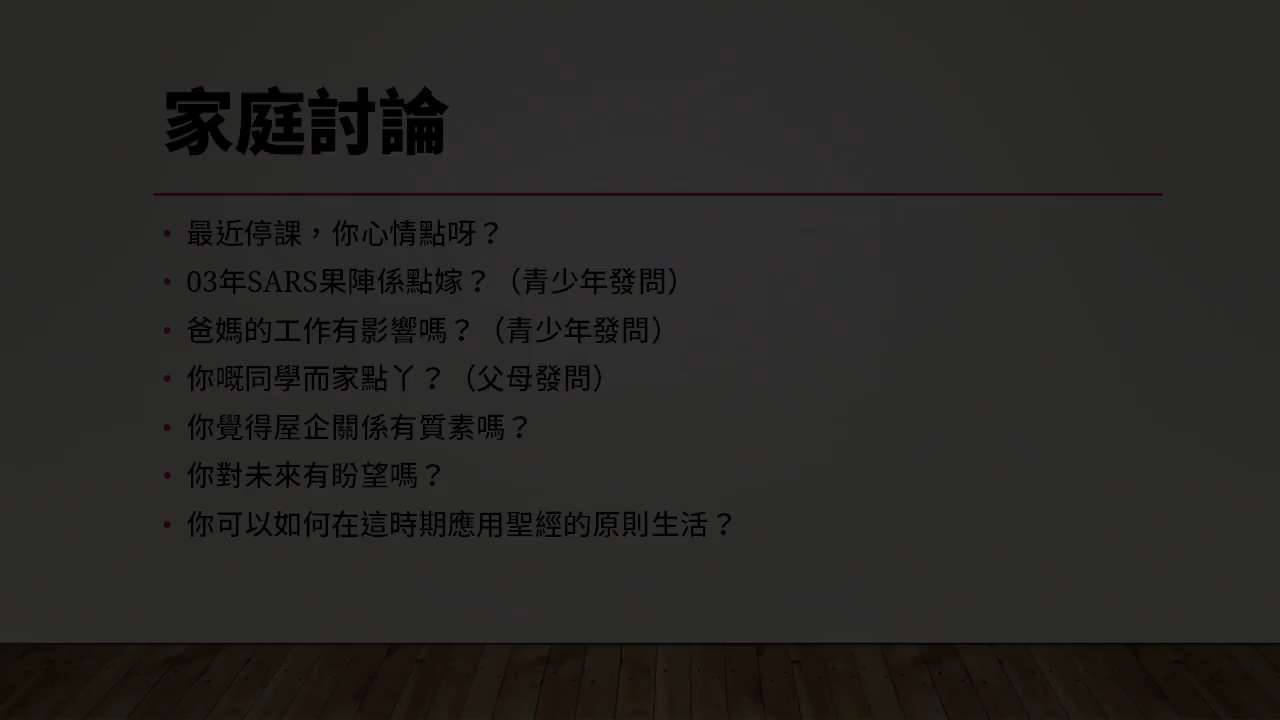 家庭討論
• 最近停課，你心情點呀？
• 03年SARS果陣係點嫁？（青少年發問）
• 爸媽的工作有影響嗎？（青少年發問）
• 你嘅同學而家點丫？（父母發問）
• 你覺得屋企關係有質素嗎？
• 你對未來有盼望嗎？
• 你可以如何在這時期應用聖經的原則生活？